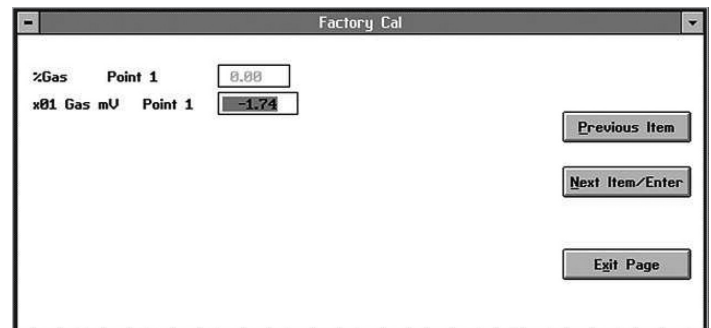 Factory Cal
%Gas Point 1 0.00
x01 Gas mV Point 1 -1.74
Previous Item
Next Item/Enter
Exit Page